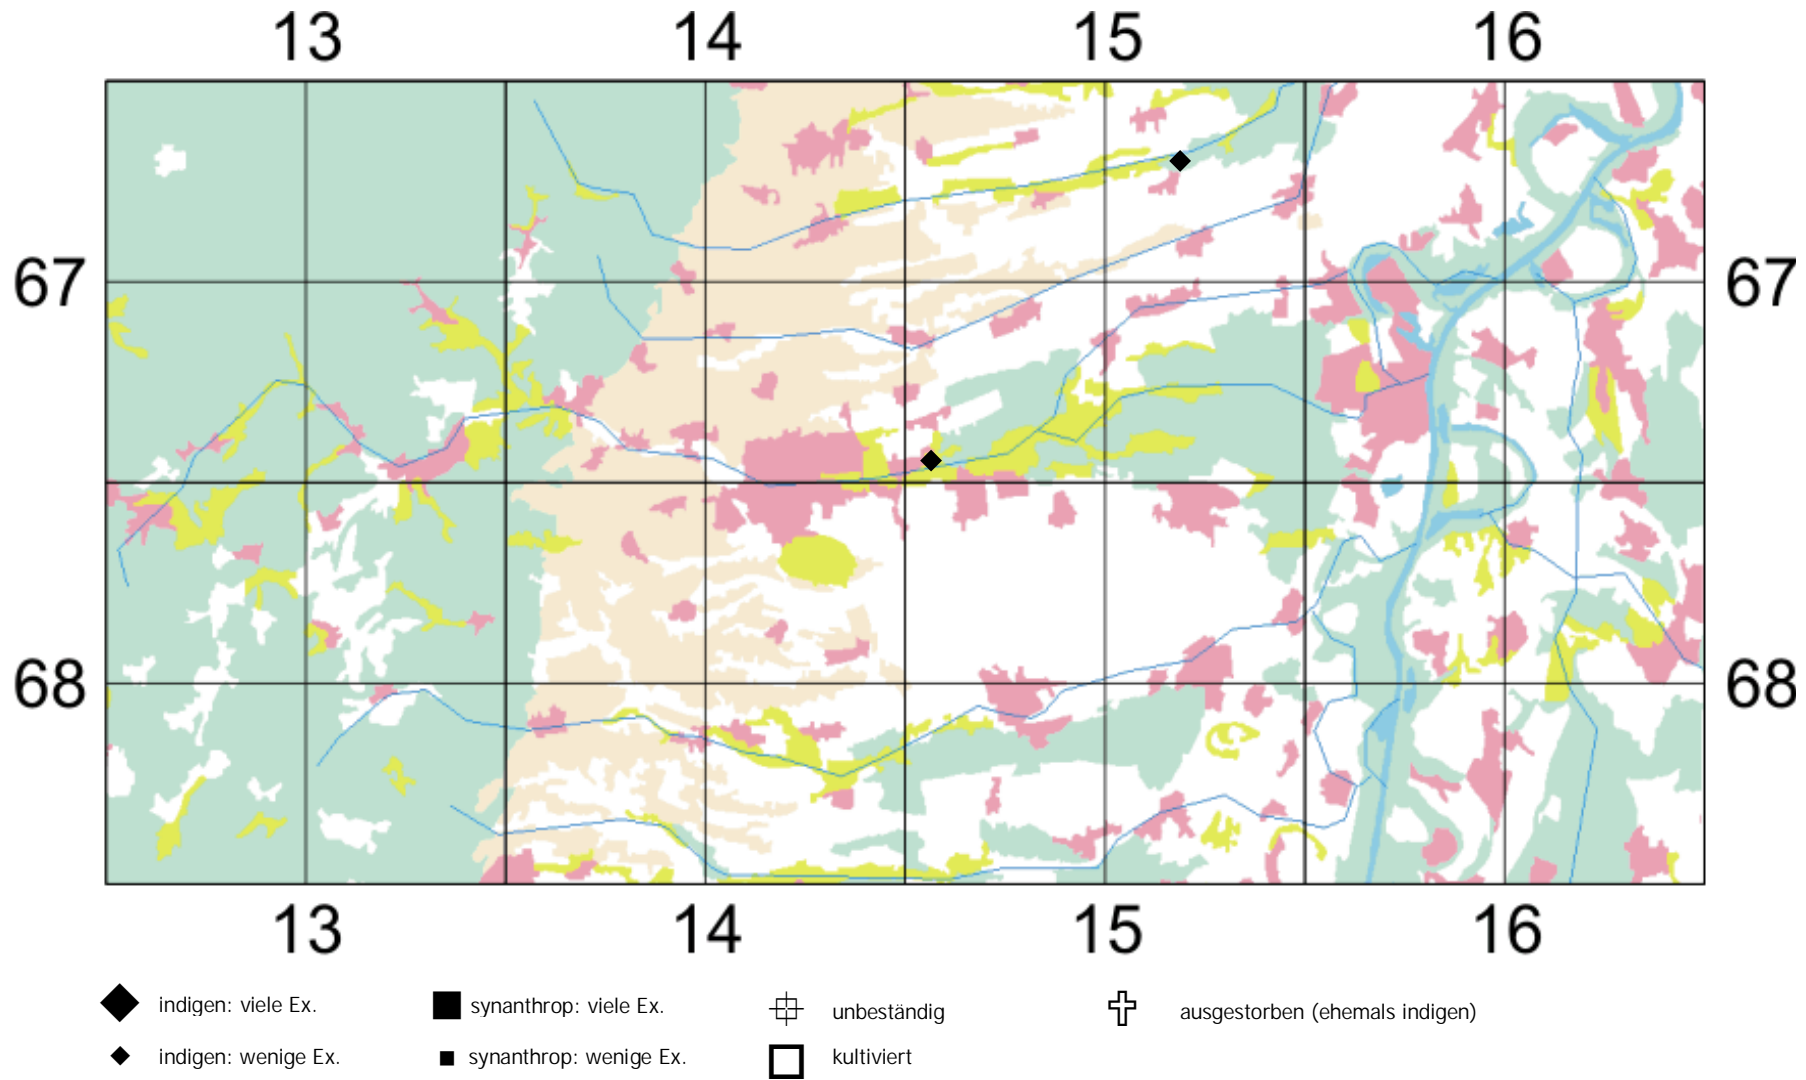 13 14 15 16
67 67
68 68
13 14 15 16
indigen: viele Ex. synanthrop: viele Ex. unbeständig ausgestorben (ehemals indigen)
indigen: wenige Ex. synanthrop: wenige Ex. kultiviert